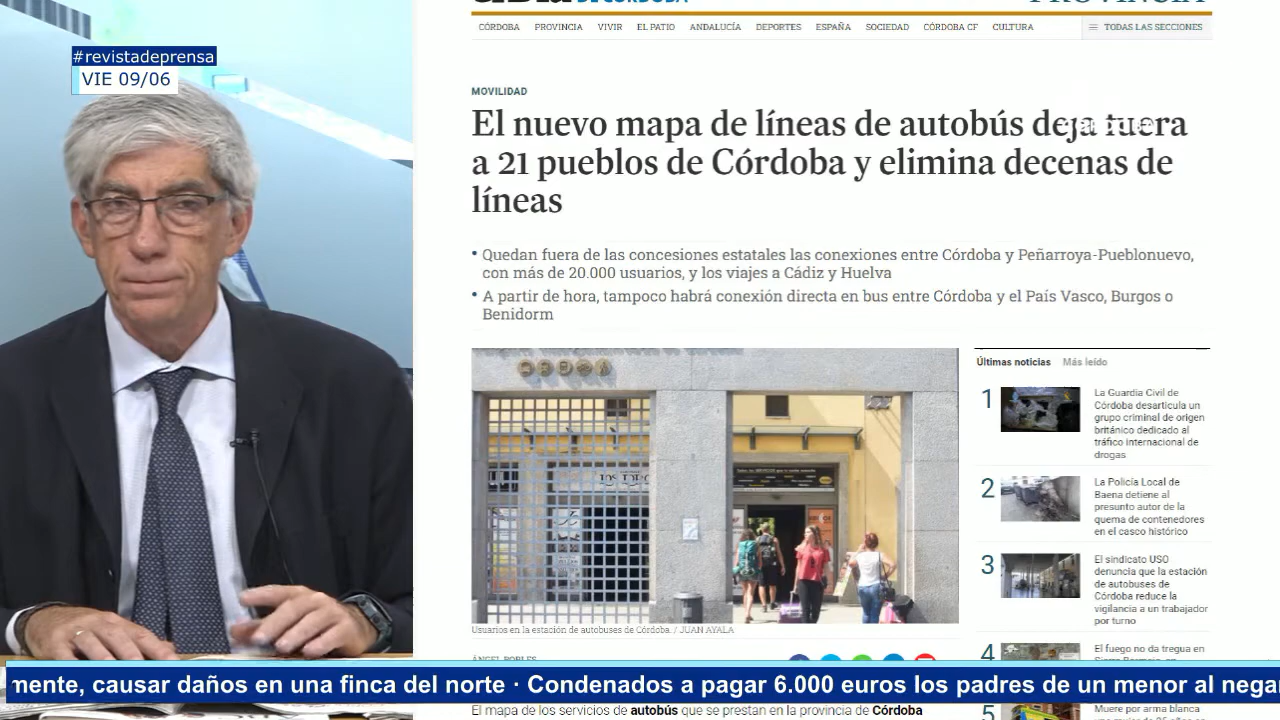 #revistadeprensa
VIE 09/06
PROVINCIA
CÓRDOBA PROVINCIA VIVIR EL PATIO ANDALUCÍA DEPORTES ESPAÑA SOCIEDAD CÓRDOBA CF CULTURA TODAS LAS SECCIONES
MOVILIDAD
El nuevo mapa de líneas de autobús deja fuera
a 21 pueblos de Córdoba y elimina decenas de
líneas
Quedan fuera de las concesiones estatales las conexiones entre Córdoba y Peñarroya-Pueblonuevo,
con más de 20.000 usuarios, y los viajes a Cádiz y Huelva
A partir de hora, tampoco habrá conexión directa en bus entre Córdoba y el País Vasco, Burgos o
Benidorm
Usuarios en la estación de autobuses de Córdoba. / JUAN AYALA
ÁNGEL ROBLES
Últimas noticias Más leído
1
La Guardia Civil de
Córdoba desarticula un
grupo criminal de origen
británico dedicado al
tráfico internacional de
drogas
2
La Policía Local de
Baena detiene al
presunto autor de la
quema de contenedores
en el casco histórico
3
El sindicato USO
denuncia que la estación
de autobuses de
Córdoba reduce la
vigilancia a un trabajador
por turno
4
El fuego no da tregua en
mente, causar daños en una finca del norte · Condenados a pagar 6.000 euros los padres de un menor al negar
El mapa de los servicios de autobús que se prestan en la provincia de Córdoba
5
Muere por arma blanca